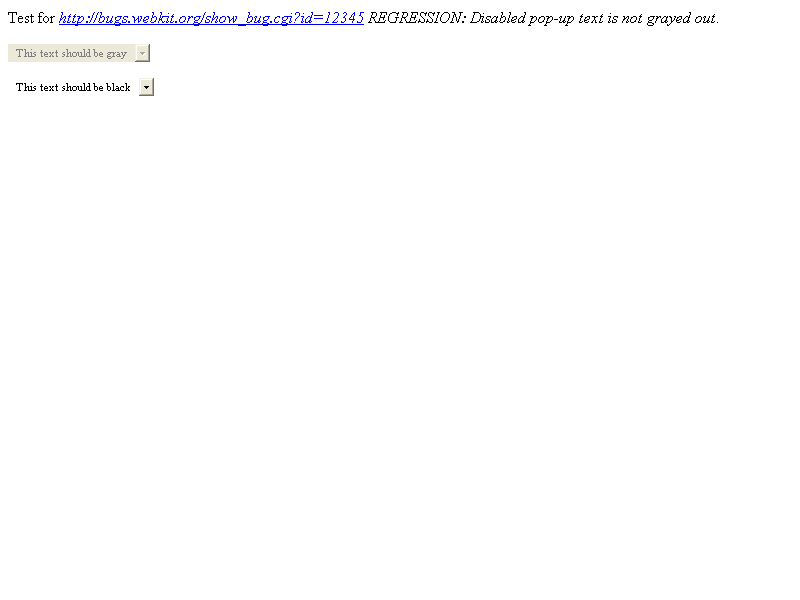 Test for http://bugs.webkit.org/show_bug.cgi?id=12345 REGRESSION: Disabled pop-up text is not grayed out.
This text should be gray
This text should be black